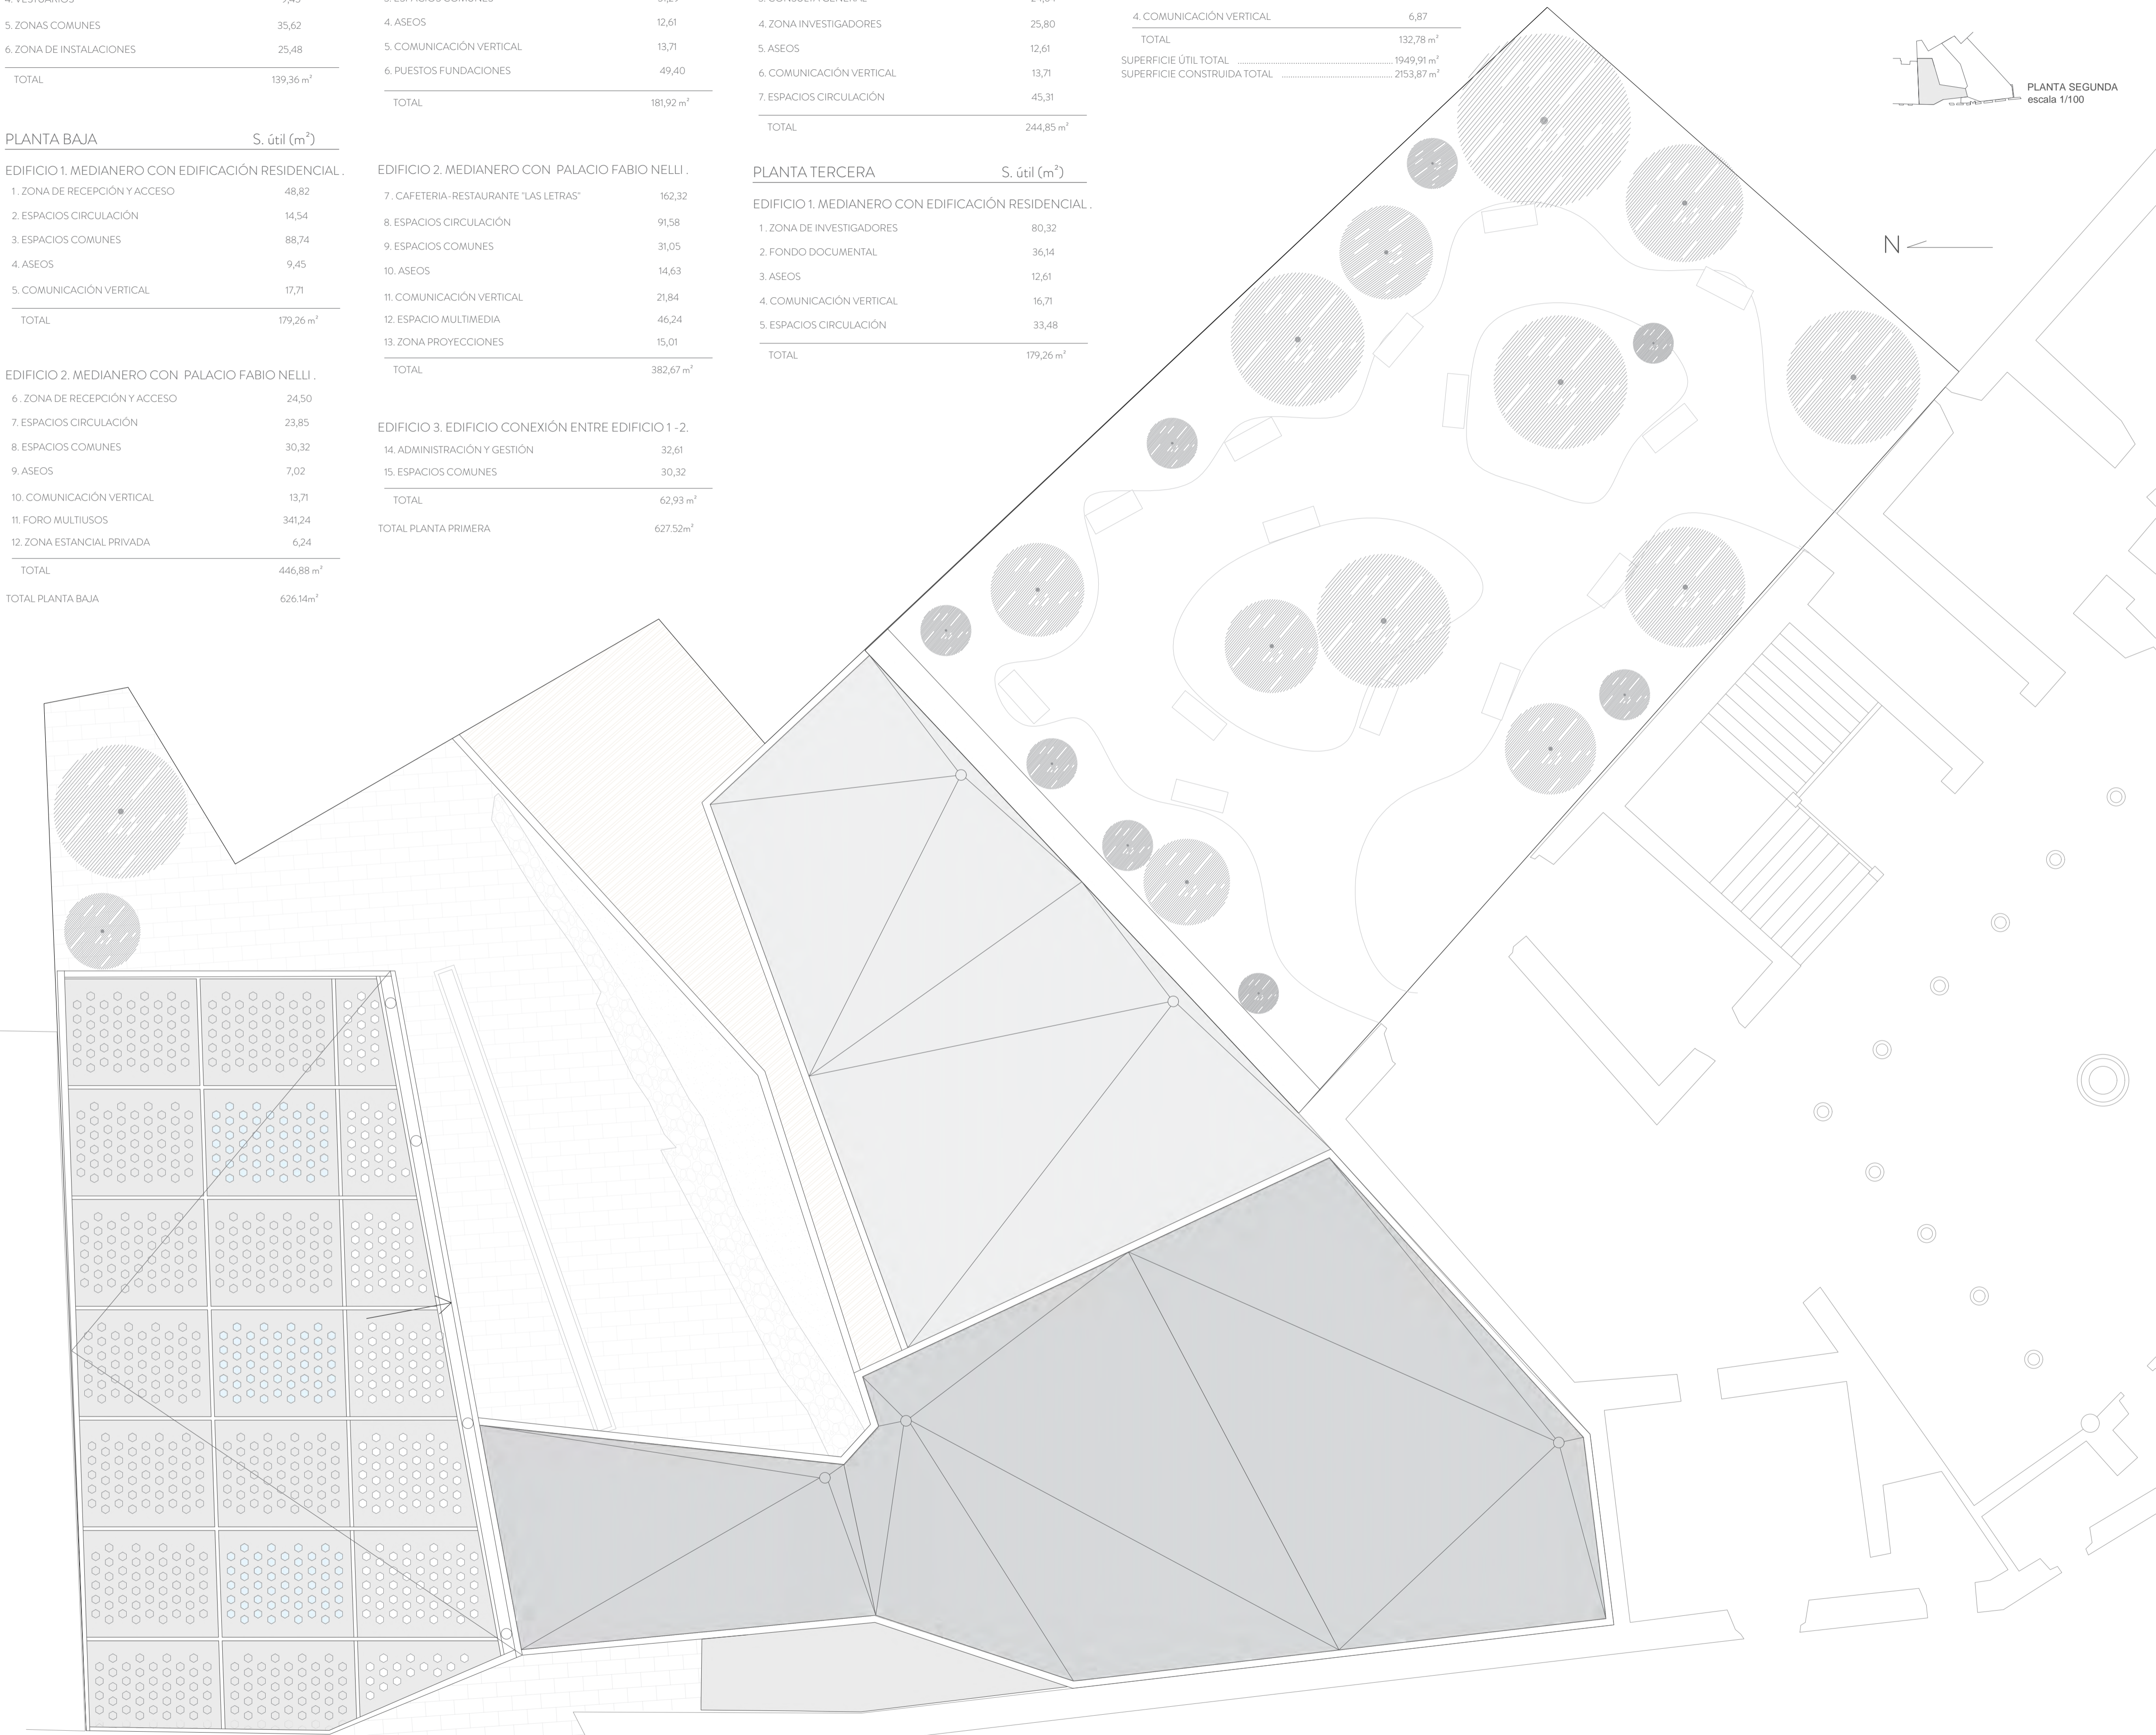 5. ZONAS COMUNES 35,62
6. ZONA DE INSTALACIONES 25,48
TOTAL 139,36 m²
PLANTA BAJA S. útil (m²)
EDIFICIO 1. MEDIANERO CON EDIFICACIÓN RESIDENCIAL .
1 . ZONA DE RECEPCIÓN Y ACCESO 48,82
2. ESPACIOS CIRCULACIÓN 14,54
3. ESPACIOS COMUNES 88,74
4. ASEOS 9,45
5. COMUNICACIÓN VERTICAL 17,71
TOTAL 179,26 m²
EDIFICIO 2. MEDIANERO CON PALACIO FABIO NELLI .
6 . ZONA DE RECEPCIÓN Y ACCESO 24,50
7. ESPACIOS CIRCULACIÓN 23,85
8. ESPACIOS COMUNES 30,32
9. ASEOS 7,02
10. COMUNICACIÓN VERTICAL 13,71
11. FORO MULTIUSOS 341,24
12. ZONA ESTANCIAL PRIVADA 6,24
TOTAL 446,88 m²
TOTAL PLANTA BAJA 626.14m²
4. ASEOS 12,61
5. COMUNICACIÓN VERTICAL 13,71
6. PUESTOS FUNDACIONES 49,40
TOTAL 181,92 m²
EDIFICIO 2. MEDIANERO CON PALACIO FABIO NELLI .
7 . CAFETERIA-RESTAURANTE "LAS LETRAS" 162,32
8. ESPACIOS CIRCULACIÓN 91,58
9. ESPACIOS COMUNES 31,05
10. ASEOS 14,63
11. COMUNICACIÓN VERTICAL 21,84
12. ESPACIO MULTIMEDIA 46,24
13. ZONA PROYECCIONES 15,01
TOTAL 382,67 m²
EDIFICIO 3. EDIFICIO CONEXIÓN ENTRE EDIFICIO 1 -2.
14. ADMINISTRACIÓN Y GESTIÓN 32,61
15. ESPACIOS COMUNES 30,32
TOTAL 62,93 m²
TOTAL PLANTA PRIMERA 627.52m²
4. ZONA INVESTIGADORES 25,80
5. ASEOS 12,61
6. COMUNICACIÓN VERTICAL 13,71
7. ESPACIOS CIRCULACIÓN 45,31
TOTAL 244,85 m²
PLANTA TERCERA S. útil (m²)
EDIFICIO 1. MEDIANERO CON EDIFICACIÓN RESIDENCIAL .
1 . ZONA DE INVESTIGADORES 80,32
2. FONDO DOCUMENTAL 36,14
3. ASEOS 12,61
4. COMUNICACIÓN VERTICAL 16,71
5. ESPACIOS CIRCULACIÓN 33,48
TOTAL 179,26 m²
4. COMUNICACIÓN VERTICAL 6,87
TOTAL 132,78 m²
SUPERFICIE ÚTIL TOTAL ........................................ 1949,91 m²
SUPERFICIE CONSTRUIDA TOTAL ............................ 2153,87 m²
PLANTA SEGUNDA
escala 1/100
N